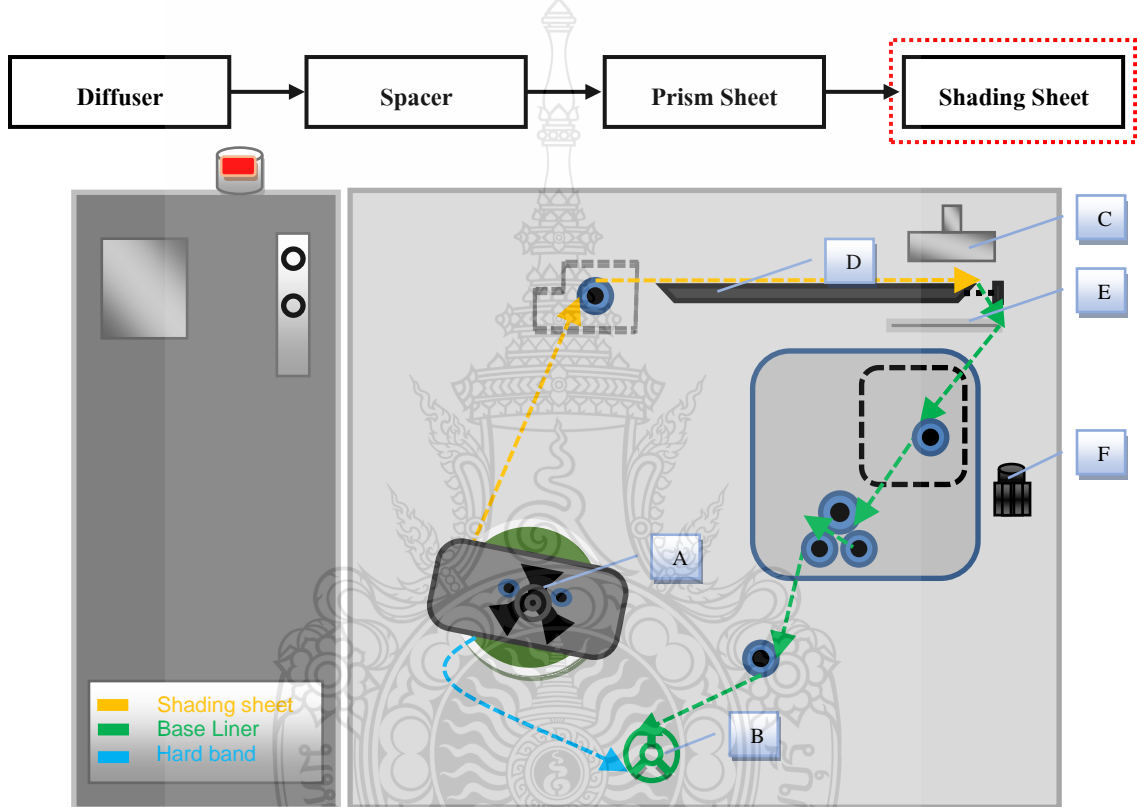 Diffuser
Spacer
Prism Sheet
Shading Sheet
C
D
E
F
A
B
Shading sheet
Base Liner
Hard band